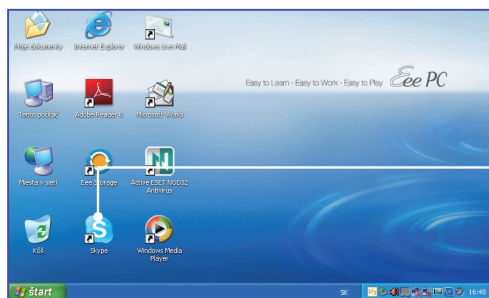 Moje dokumenty
Internet Explorer
Windows Live Mail
Easy to Learn - Easy to Work - Easy to Play
Eee PC
Tento počítač
Adobe Reader 8
Microsoft Works
Miesta v sieti
Eee Storage
Active ESET NOD32
Antivirus
Kôš
Skype
Windows Media
Player
štart
SK
16:48